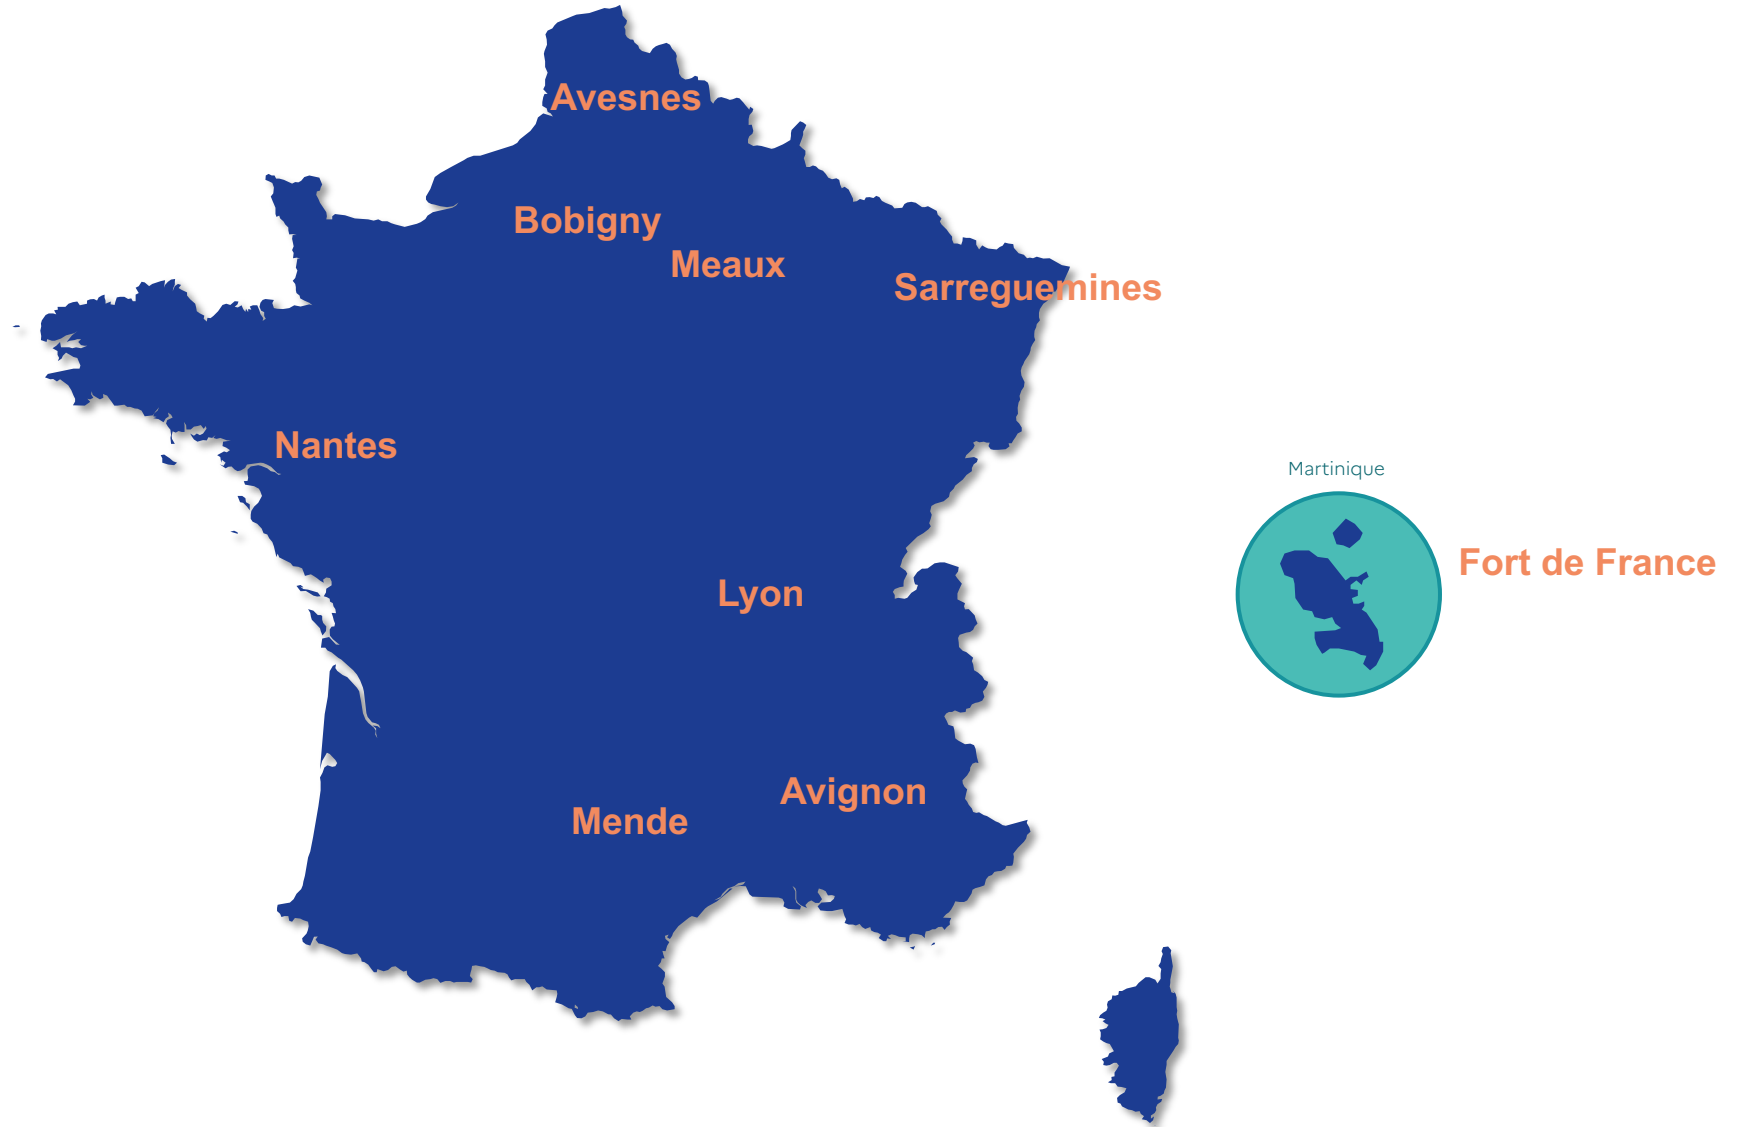 Avesnes
Bobigny
Meaux
Sarreguemines
Nantes
Martinique
Fort de France
Lyon
Avignon
Mende